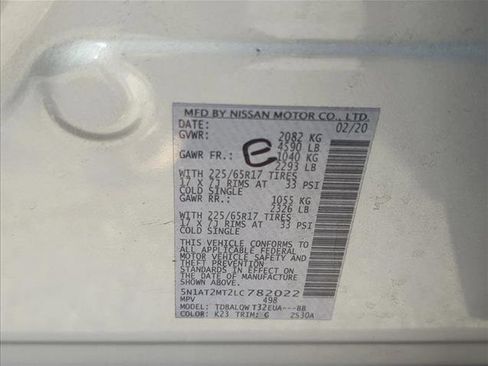 MFD BY NISSAN MOTOR CO., LTD.
DATE: 02/20
GVWR: 2082 KG
4590 LB
GAWR FR.: 1040 KG
2293 LB
WITH 225/65R17 TIRES
17 X 7J RIMS AT 33 PSI
COLD SINGLE
GAWR RR.: 1055 KG
2326 LB
WITH 225/65R17 TIRES
17 X 7J RIMS AT 33 PSI
COLD SINGLE
THIS VEHICLE CONFORMS TO
ALL APPLICABLE FEDERAL
MOTOR VEHICLE SAFETY AND
THEFT PREVENTION
STANDARDS IN EFFECT ON
THE DATE OF MANUFACTURE
SHOWN ABOVE.
5N1AT2MT2LC782022
MPV 498
MODEL: TDBALQW T32EUA---BB
COLOR: K23 TRIM: G 2530A
e